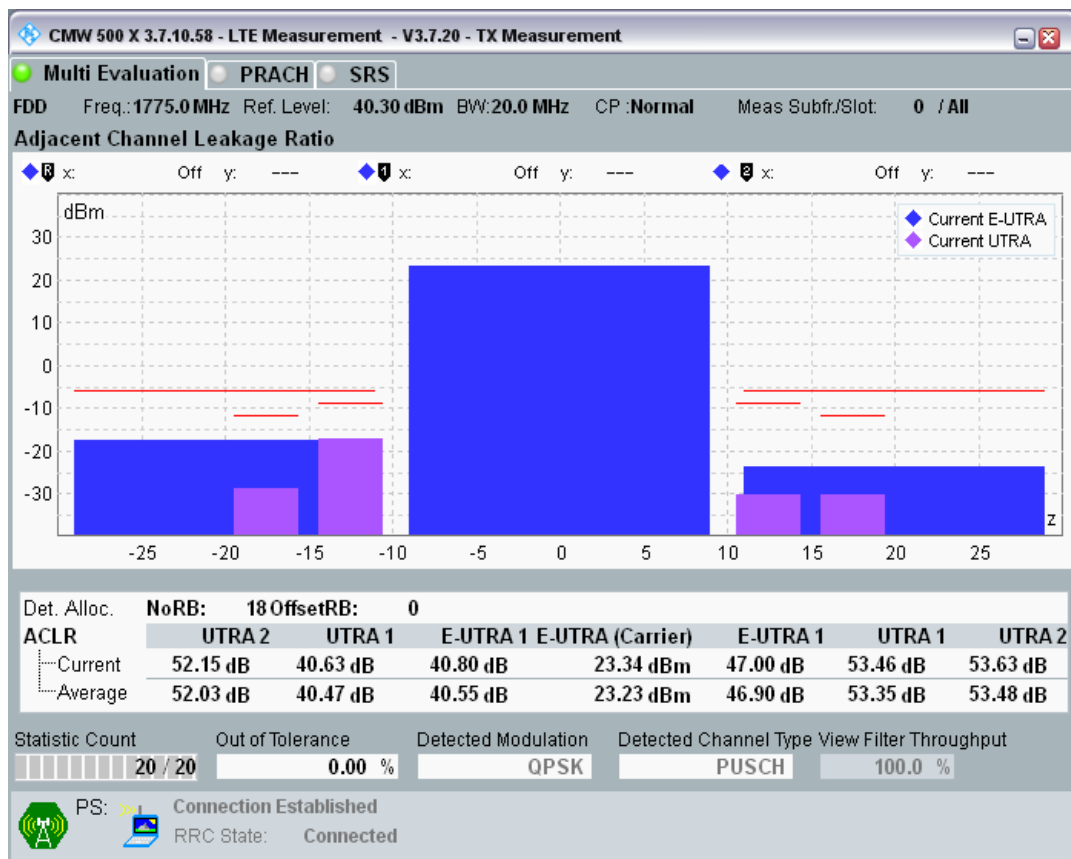 CMW 500 X 3.7.10.58 - LTE Measurement - V3.7.20 - TX Measurement
Multi Evaluation PRACH SRS
FDD Freq.:1775.0 MHz Ref. Level: 40.30 dBm BW:20.0 MHz CP :Normal Meas Subfr./Slot: 0 / All
Adjacent Channel Leakage Ratio
R x: Off y: --- 1 x: Off y: --- 2 x: Off y: ---
dBm
Current E-UTRA
Current UTRA
30
20
10
0
-10
-20
-30
z
-25 -20 -15 -10 -5 0 5 10 15 20 25
Det. Alloc. NoRB: 18 OffsetRB: 0
ACLR UTRA 2 UTRA 1 E-UTRA 1 E-UTRA (Carrier) E-UTRA 1 UTRA 1 UTRA 2
Current 52.15 dB 40.63 dB 40.80 dB 23.34 dBm 47.00 dB 53.46 dB 53.63 dB
Average 52.03 dB 40.47 dB 40.55 dB 23.23 dBm 46.90 dB 53.35 dB 53.48 dB
Statistic Count Out of Tolerance Detected Modulation Detected Channel Type View Filter Throughput
20 / 20 0.00 % QPSK PUSCH 100.0 %
PS: Connection Established
RRC State: Connected